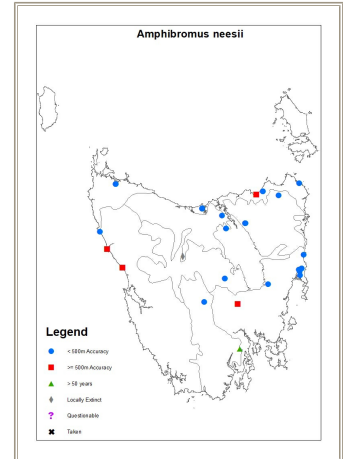 Amphibromus neesii
Legend
< 500m Accuracy
>= 500m Accuracy
> 50 years
Locally Extinct
? Questionable
Taken